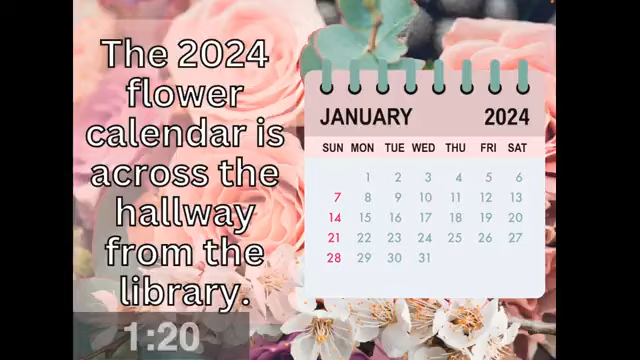 The 2024
flower
calendar is
across the
hallway
from the
library.
1:20
JANUARY 2024
SUN MON TUE WED THU FRI SAT
1 2 3 4 5 6
7 8 9 10 11 12 13
14 15 16 17 18 19 20
21 22 23 24 25 26 27
28 29 30 31